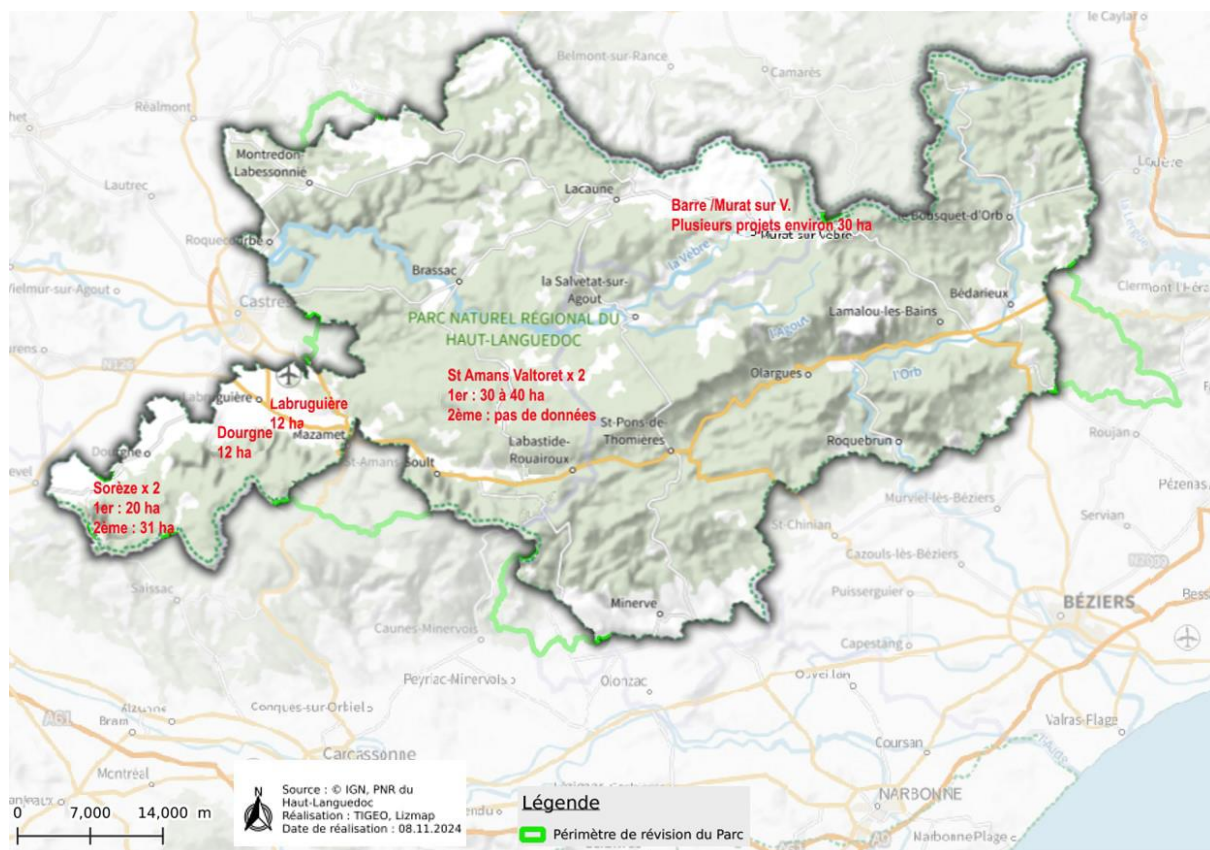 le Caylar
Belmont-sur-Rance
Camarès
Réalmont
Montredon-
Labessonnie
Lautrec
Lacaune
Barre /Murat sur V.
Plusieurs projets environ 30 ha
Murat-sur-Vèbre
le Bousquet-d'Orb
Roquecourbe
la Vèbre
Brassac
la Salvetat-sur-
Agout
Vielmur-sur-Agout
Castres
Bédarieux
Lamalou-les-Bains
PARC NATUREL RÉGIONAL DU
HAUT-LANGUEDOC
l'Agout
N126
St Amans Valtoret x 2
1er : 30 à 40 ha
2ème : pas de données
Olargues
l'Orb
Labruguière
Labruguière
12 ha
Dourgne
12 ha
Mazamet
St-Pons-de-
Thomières
Labastide-
Rouairoux
Roquebrun
Roujan
Dourgne
St-Amans-Soult
Sorèze x 2
1er : 20 ha
2ème : 31 ha
Murviel-lès-Béziers
Pézenas
Servian
St-Chinian
Cazouls-lès-Béziers
Saissac
Puisserguier
BÉZIERS
Minerve
Caunes-Minervois
Capestang
Peyriac-Minervois
Olonzac
Conques-sur-Orbiel
A61
Bram
Valras-Plage
Carcassonne
Coursan
Montréal
NARBONNE
Narbonne Plage
0 7,000 14,000 m
N
Source : © IGN, PNR du
Haut-Languedoc
Réalisation : TIGEO, Lizmap
Date de réalisation : 08.11.2024
Légende
Périmètre de révision du Parc